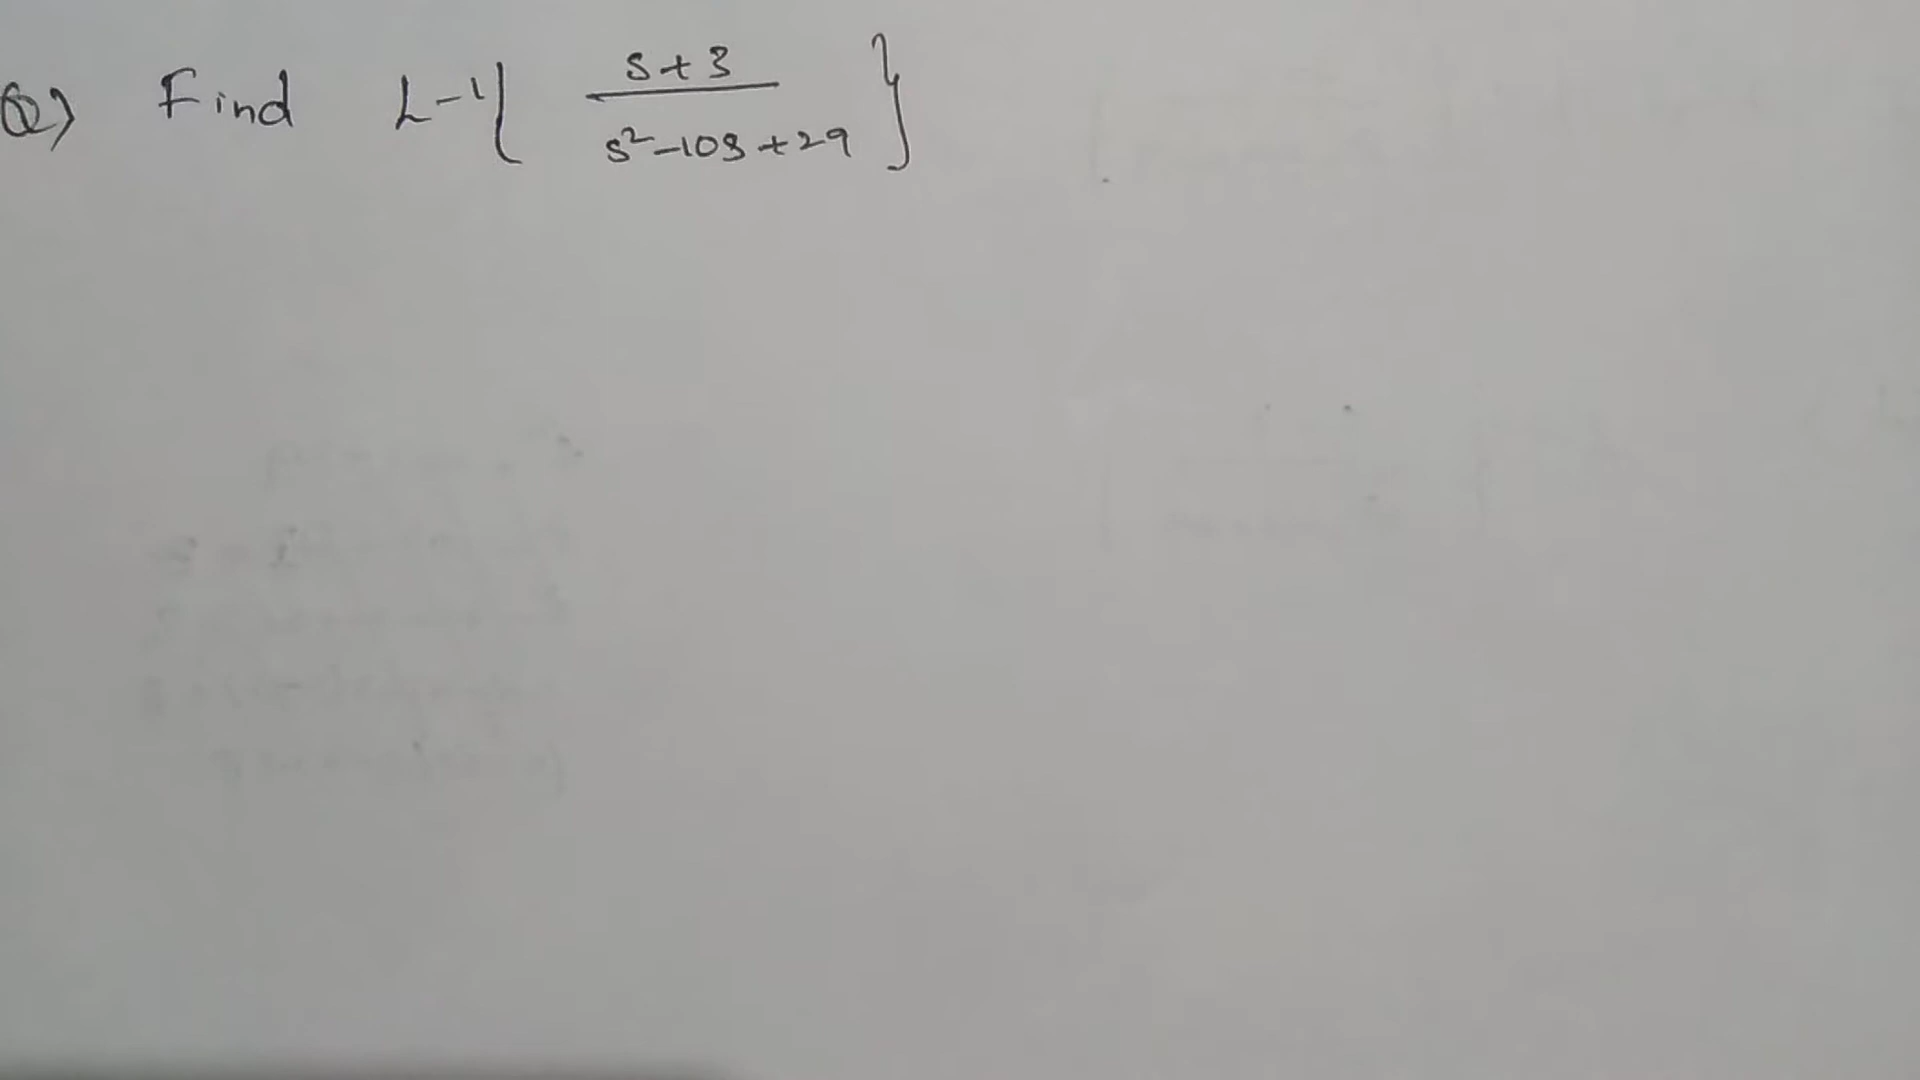 Q) Find L-1{ s+3 / s²-10s+29 }